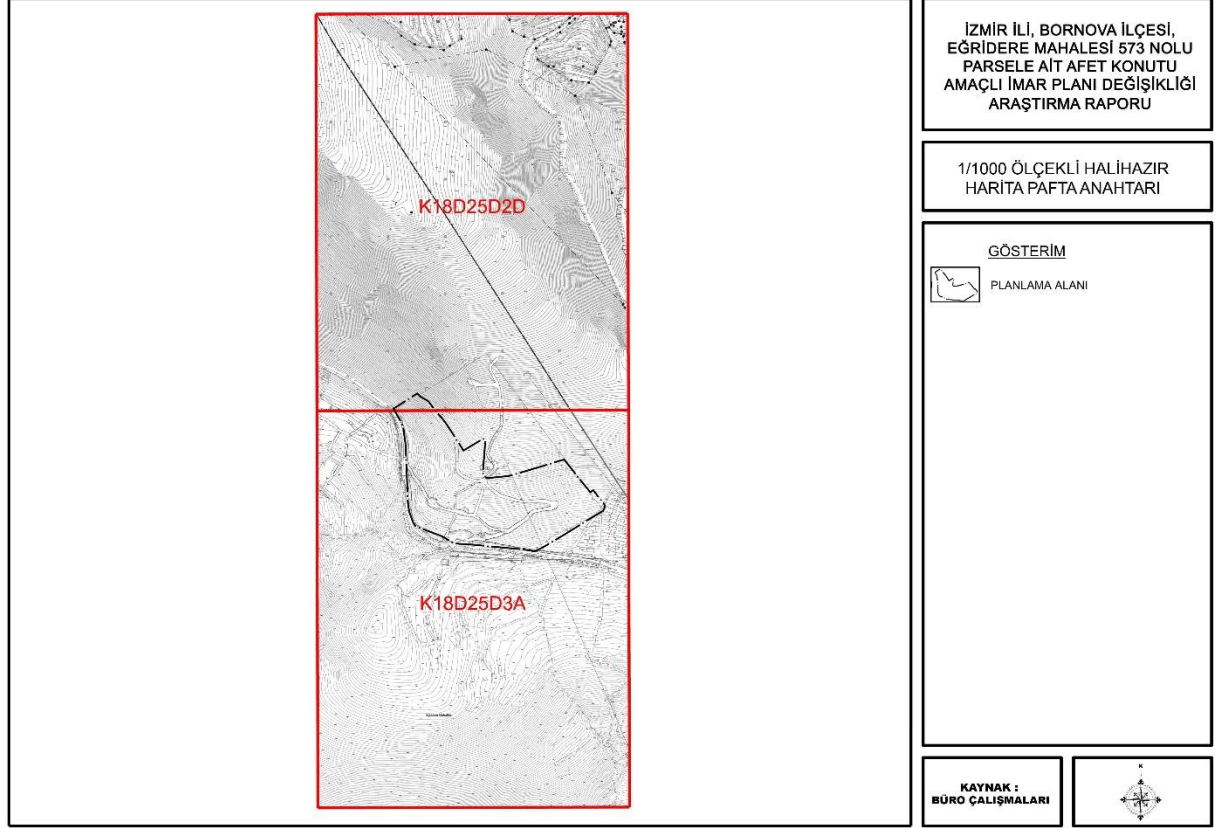 K18D25D2D
K18D25D3A
İZMİR İLİ, BORNOVA İLÇESİ,
EĞRİDERE MAHALESİ 573 NOLU
PARSELE AİT AFET KONUTU
AMAÇLI İMAR PLANI DEĞİŞİKLİĞİ
ARAŞTIRMA RAPORU
1/1000 ÖLÇEKLİ HALİHAZIR
HARİTA PAFTA ANAHTARI
GÖSTERİM
PLANLAMA ALANI
KAYNAK :
BÜRO ÇALIŞMALARI
K